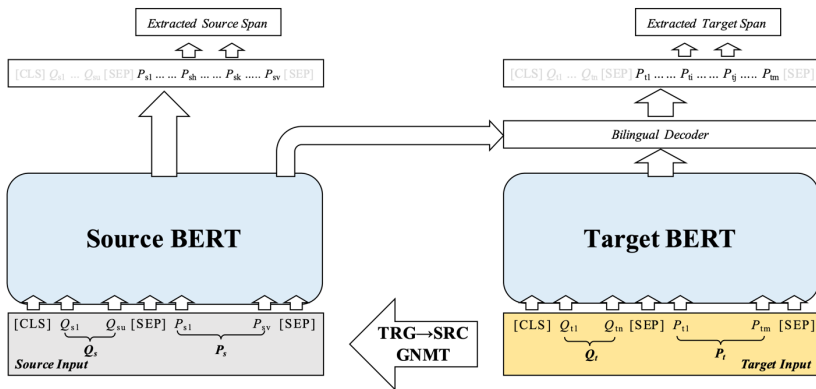 Extracted Source Span
Extracted Target Span
[CLS] Qs1 ... Qsu [SEP] Ps1 ... ... Psh ... ... Psk ..... Psv [SEP]
[CLS] Qt1 ... Qtn [SEP] Pt1 ... ... Pti ... ... Ptj ..... Ptm [SEP]
Bilingual Decoder
Source BERT
Target BERT
[CLS] Qs1 Qsu [SEP] Ps1 Psv [SEP]
Qs Ps
Source Input
TRG→SRC
GNMT
[CLS] Qt1 Qtn [SEP] Pt1 Ptm [SEP]
Qt Pt
Target Input